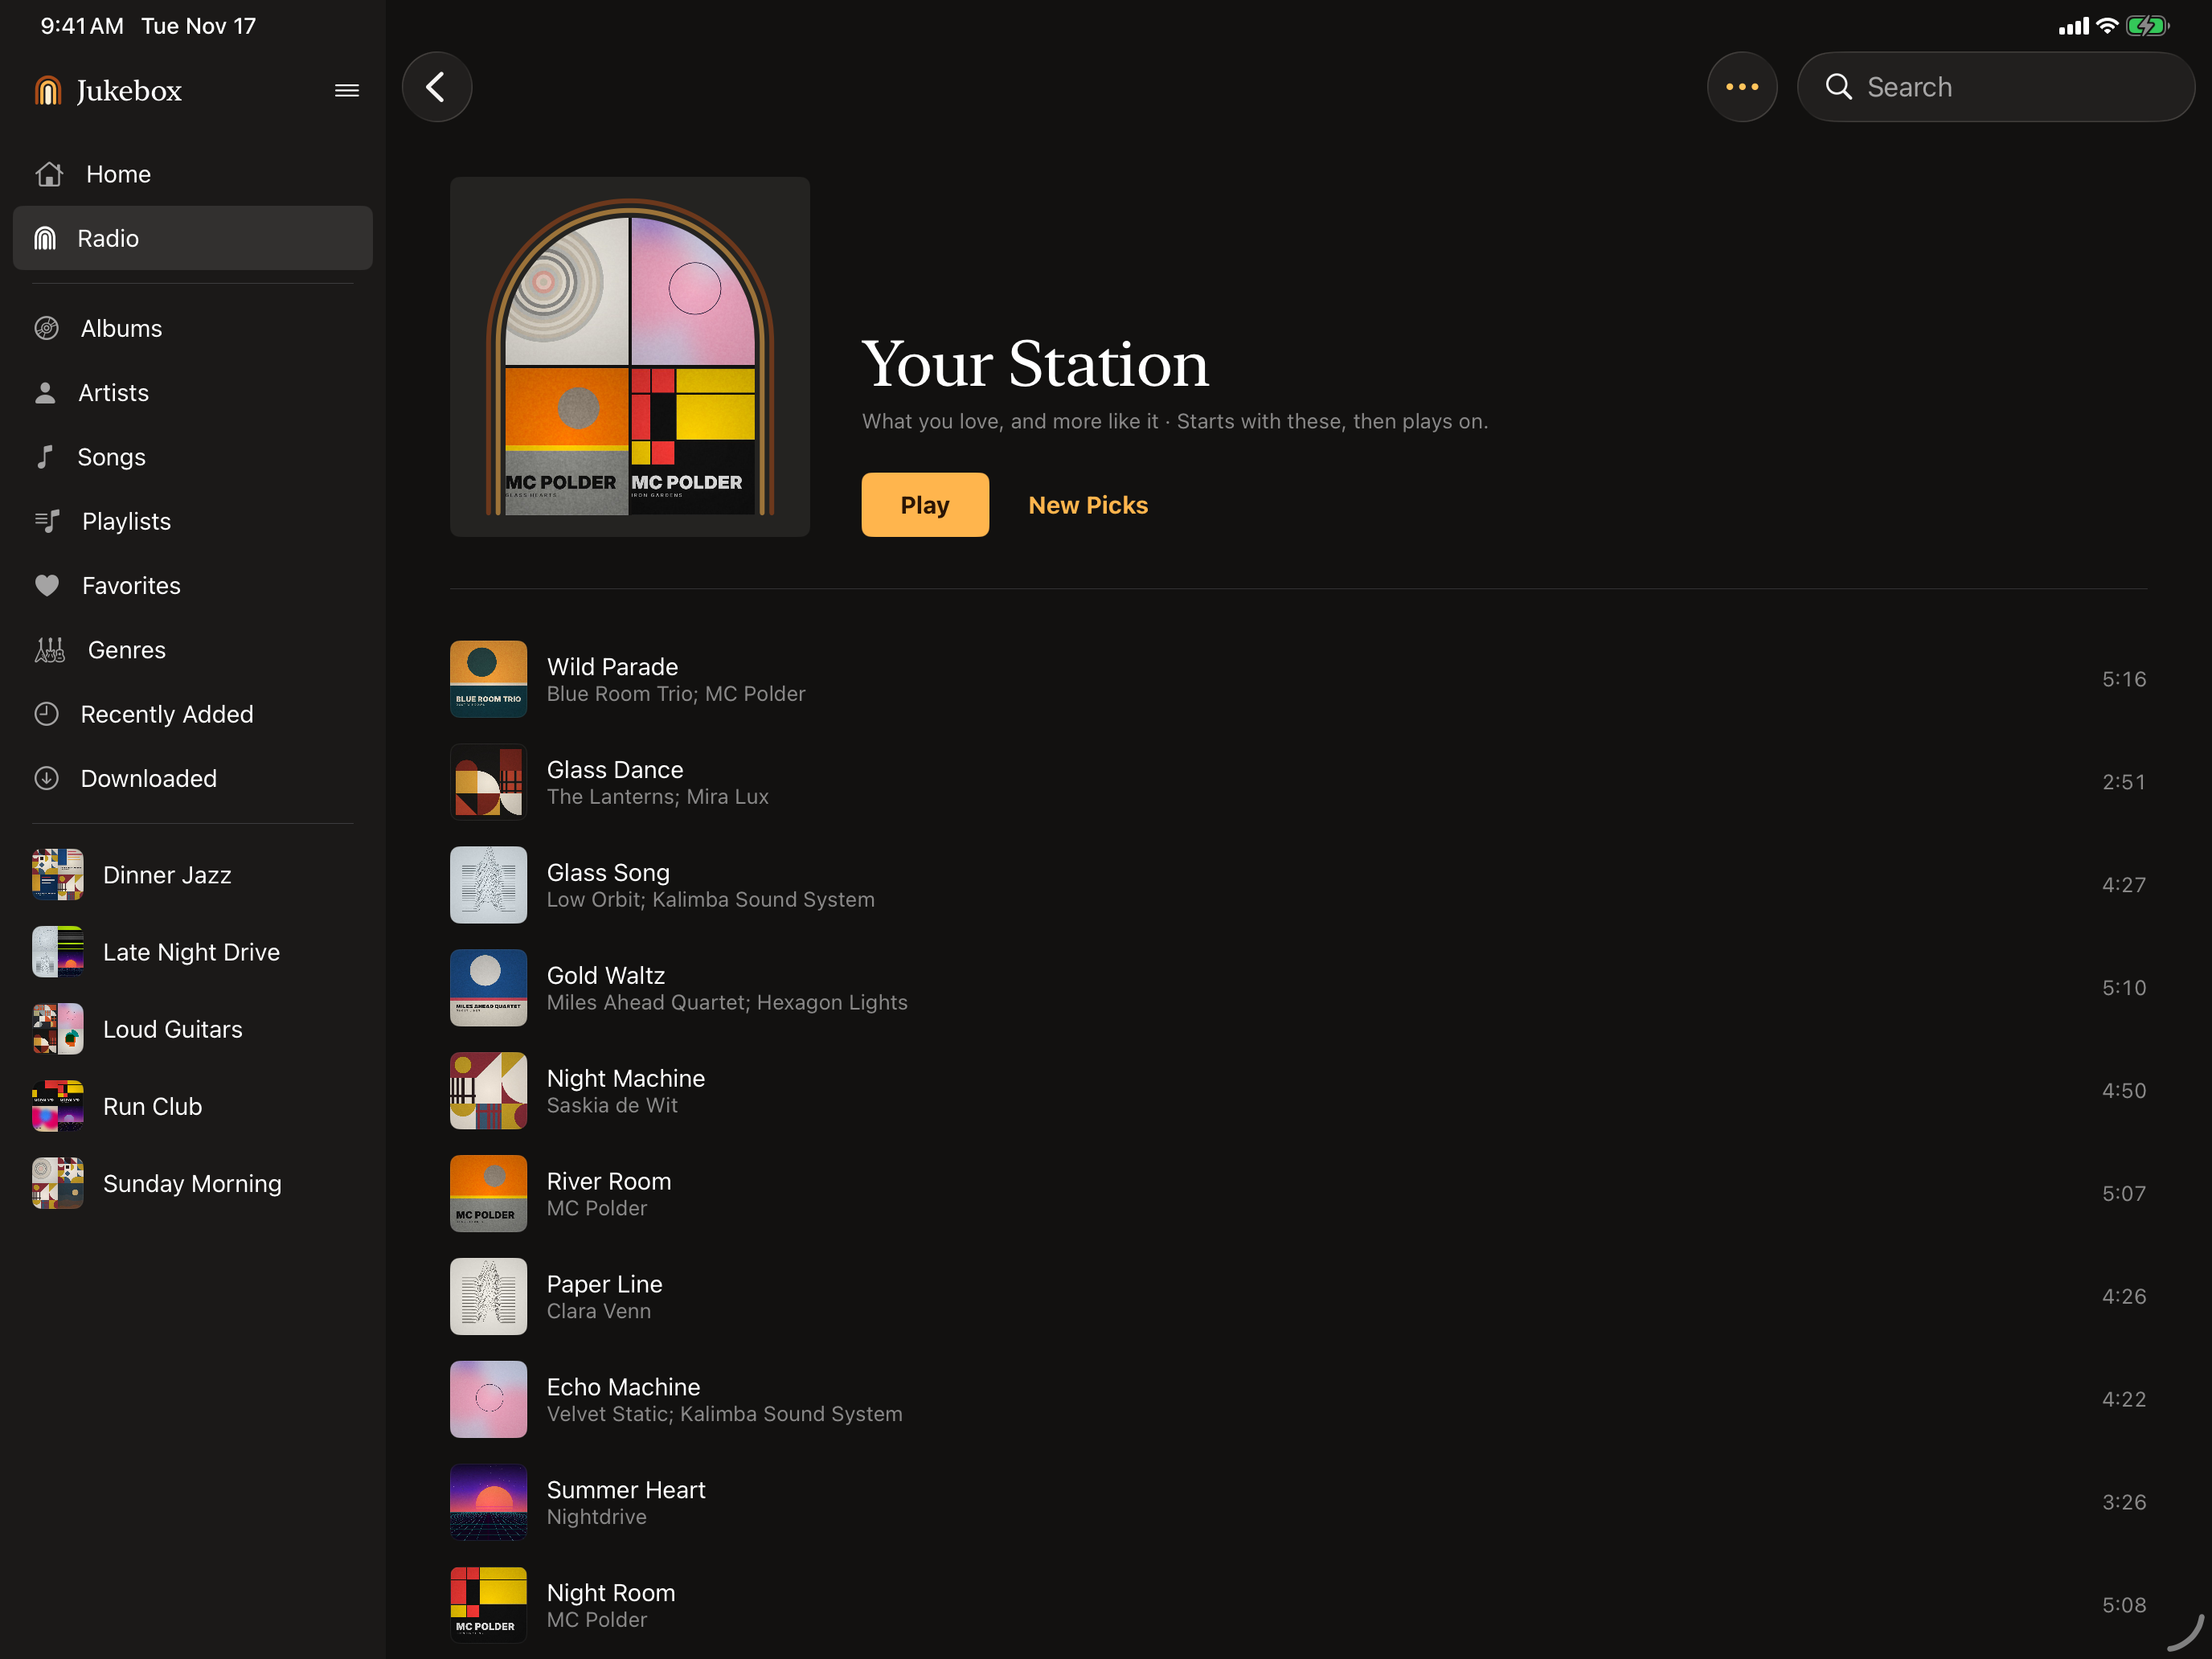 9:41 AM Tue Nov 17
Jukebox
Search
Home
Radio
Albums
Artists
Songs
Playlists
Favorites
Genres
Recently Added
Downloaded
Dinner Jazz
Late Night Drive
Loud Guitars
Run Club
Sunday Morning
MC POLDER
GLASS HEARTS
MC POLDER
IRON GARDENS
Your Station
What you love, and more like it · Starts with these, then plays on.
Play
New Picks
BLUE ROOM TRIO
Wild Parade
Blue Room Trio; MC Polder
5:16
Glass Dance
The Lanterns; Mira Lux
2:51
Glass Song
Low Orbit; Kalimba Sound System
4:27
MILES AHEAD QUARTET
Gold Waltz
Miles Ahead Quartet; Hexagon Lights
5:10
Night Machine
Saskia de Wit
4:50
MC POLDER
River Room
MC Polder
5:07
Paper Line
Clara Venn
4:26
Echo Machine
Velvet Static; Kalimba Sound System
4:22
Summer Heart
Nightdrive
3:26
MC POLDER
Night Room
MC Polder
5:08